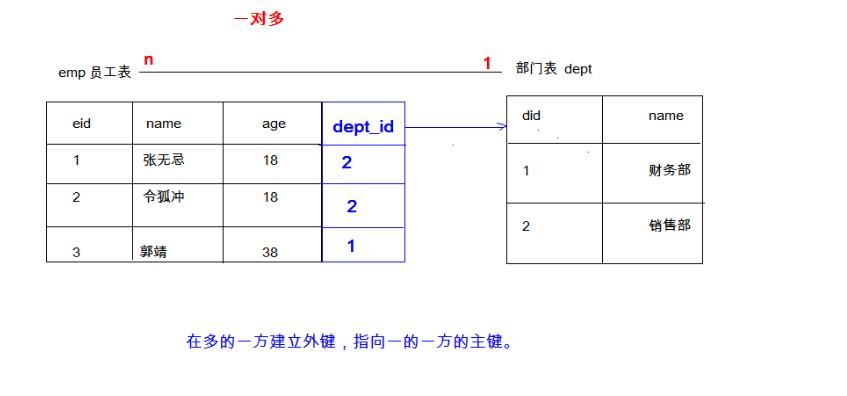 一对多
emp 员工表 n 1 部门表 dept
eid name age dept_id
1 张无忌 18 2
2 令狐冲 18 2
3 郭靖 38 1
did name
1 财务部
2 销售部
在多的一方建立外键，指向一的一方的主键。